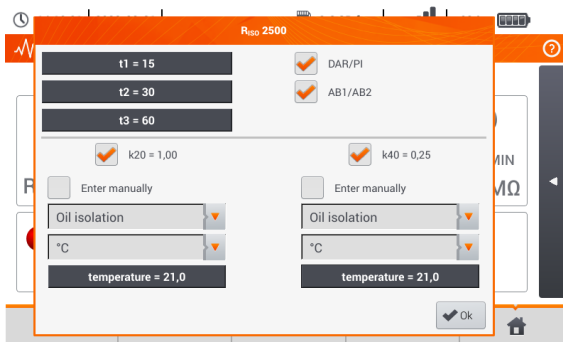 R_ISO 2500
t1 = 15
DAR/PI
t2 = 30
AB1/AB2
t3 = 60
k20 = 1,00
k40 = 0,25
Enter manually
Enter manually
Oil isolation
Oil isolation
°C
°C
temperature = 21,0
temperature = 21,0
Ok
R
MIN
MΩ
?